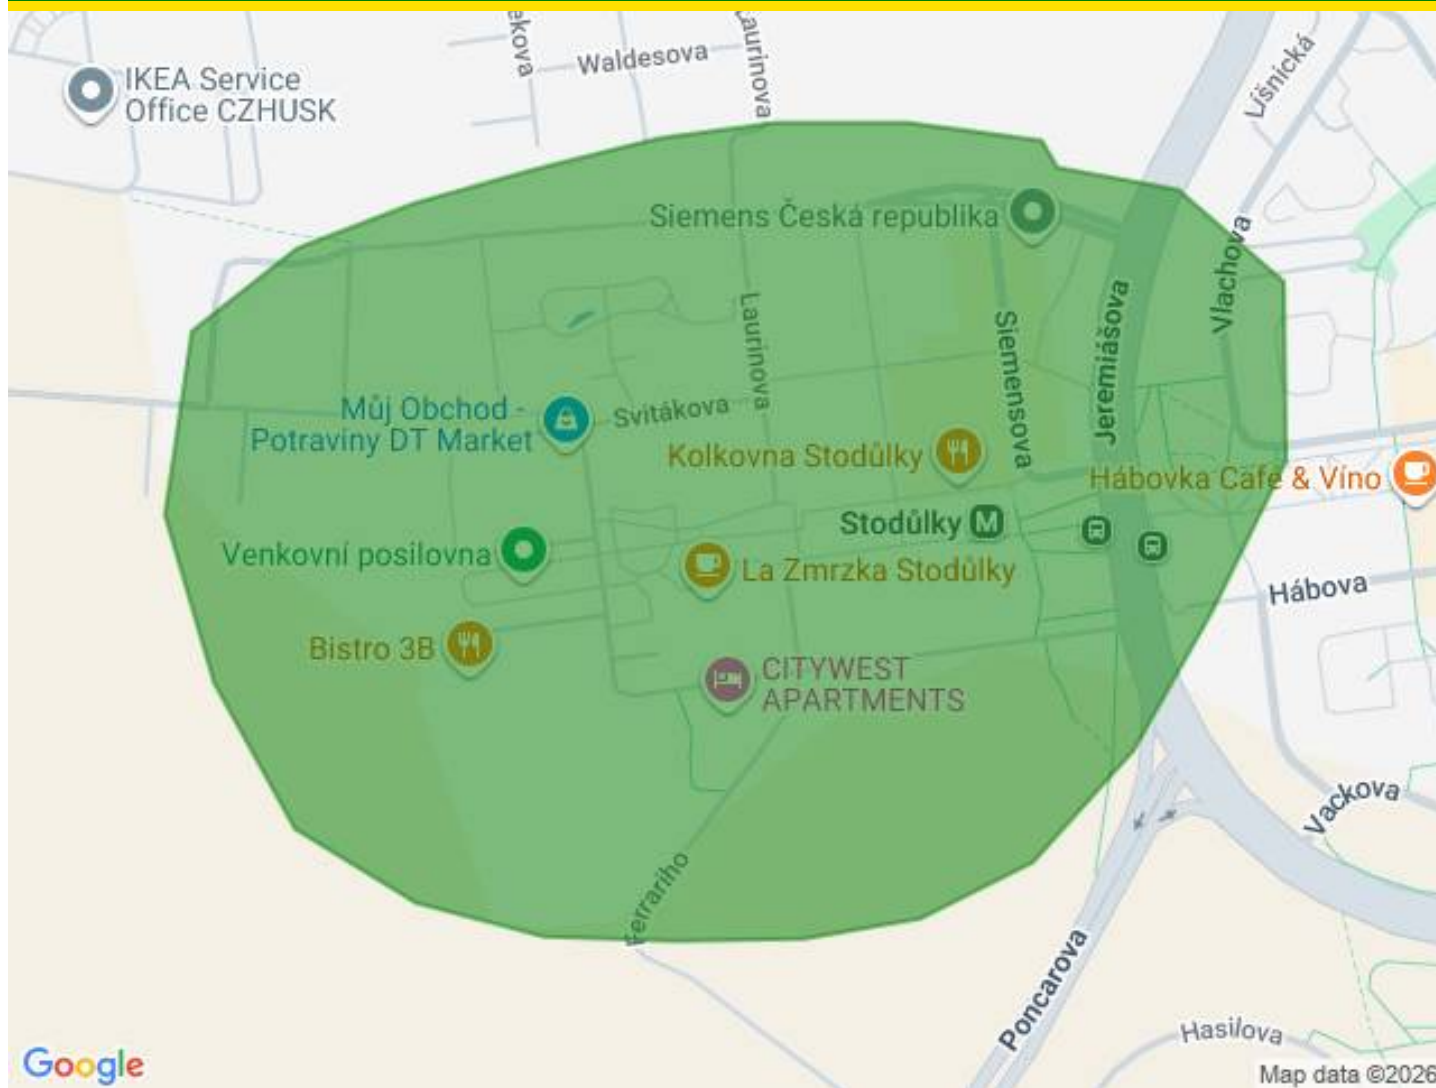 ekova
Waldesova
Laurinova
Líšnická
IKEA Service
Office CZHUSK
Siemens Česká republika
Vlachova
Laurinova
Siemensova
Jeremiášova
Můj Obchod -
Potraviny DT Market
Svitákova
Kolkovna Stodůlky
Hábovka Café & Víno
Stodůlky M
Venkovní posilovna
La Zmrzka Stodůlky
Hábova
Bistro 3B
CITYWEST
APARTMENTS
Vackova
Ferrariho
Poncarova
Hasilova
Google
Map data ©2026